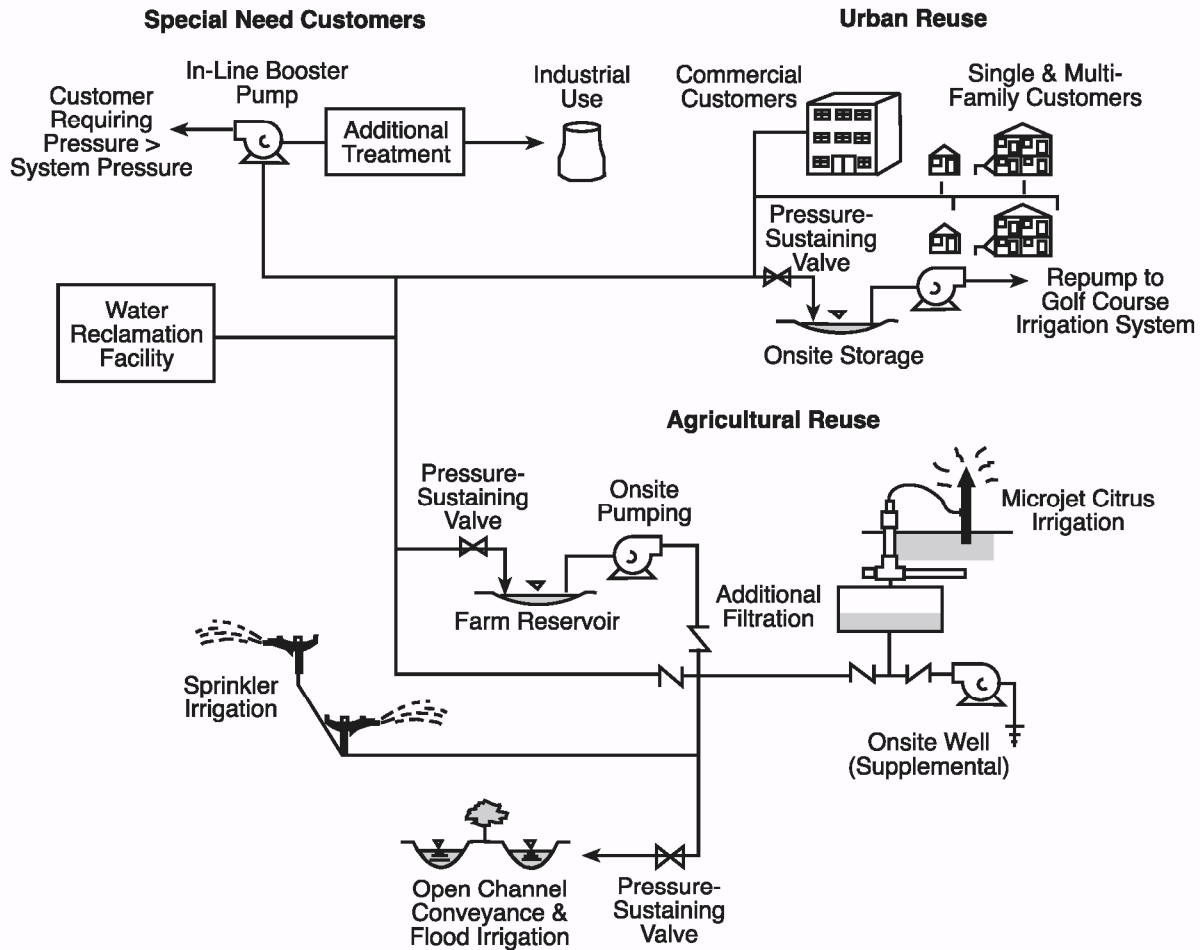 Special Need Customers
Urban Reuse
In-Line Booster
Pump
Customer
Requiring
Pressure >
System Pressure
Additional
Treatment
Industrial
Use
Commercial
Customers
Single & Multi-
Family Customers
Pressure-
Sustaining
Valve
Repump to
Golf Course
Irrigation System
Onsite Storage
Water
Reclamation
Facility
Agricultural Reuse
Pressure-
Sustaining
Valve
Onsite
Pumping
Farm Reservoir
Microjet Citrus
Irrigation
Additional
Filtration
Sprinkler
Irrigation
Onsite Well
(Supplemental)
Open Channel
Conveyance &
Flood Irrigation
Pressure-
Sustaining
Valve